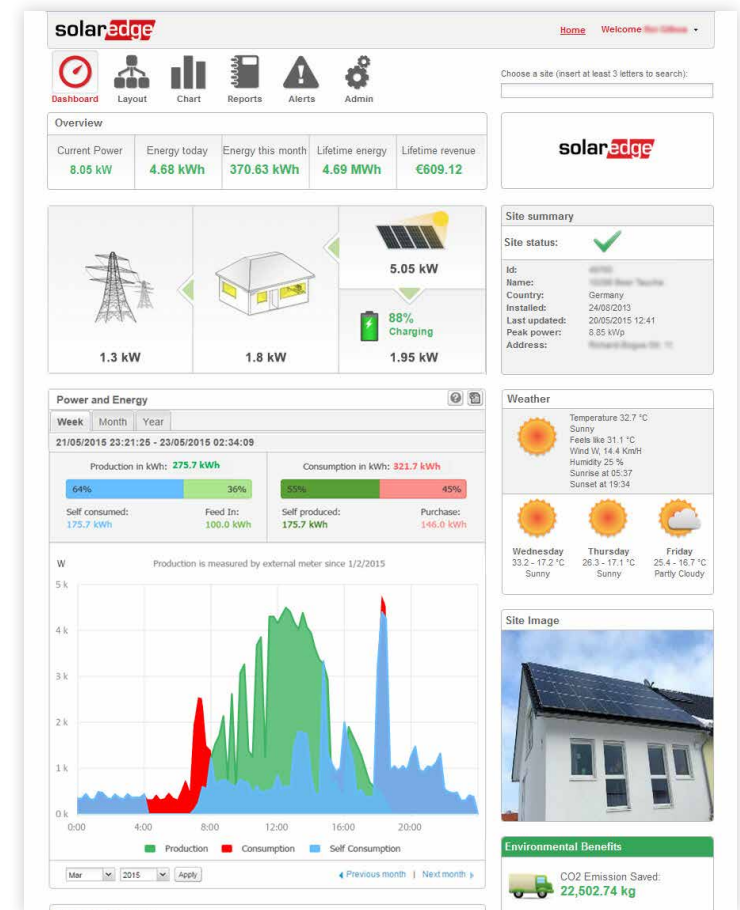 solaredge
Home Welcome
Dashboard Layout Chart Reports Alerts Admin
Choose a site (insert at least 3 letters to search):
Overview
Current Power Energy today Energy this month Lifetime energy Lifetime revenue
8.05 kW 4.68 kWh 370.63 kWh 4.69 MWh €609.12
solaredge
5.05 kW
88%
Charging
1.3 kW 1.8 kW 1.95 kW
Site summary
Site status:
Id:
Name:
Country: Germany
Installed: 24/08/2013
Last updated: 20/05/2015 12:41
Peak power: 8.85 kWp
Address:
Power and Energy
Week Month Year
21/05/2015 23:21:25 - 23/05/2015 02:34:09
Production in kWh: 275.7 kWh Consumption in kWh: 321.7 kWh
64% 36% 55% 45%
Self consumed: Feed In: Self produced: Purchase:
175.7 kWh 100.0 kWh 175.7 kWh 146.0 kWh
W Production is measured by external meter since 1/2/2015
5 k
4 k
3 k
2 k
1 k
0 k
0:00 4:00 8:00 12:00 16:00 20:00
Production Consumption Self Consumption
Mar 2015 Apply Previous month | Next month
Weather
Temperature 32.7 °C
Sunny
Feels like 31.1 °C
Wind W, 14.4 Km/H
Humidity 25 %
Sunrise at 05:37
Sunset at 19:34
Wednesday Thursday Friday
33.2 - 17.2 °C 26.3 - 17.1 °C 25.4 - 16.7 °C
Sunny Sunny Partly Cloudy
Site Image
Environmental Benefits
CO2 Emission Saved:
22,502.74 kg